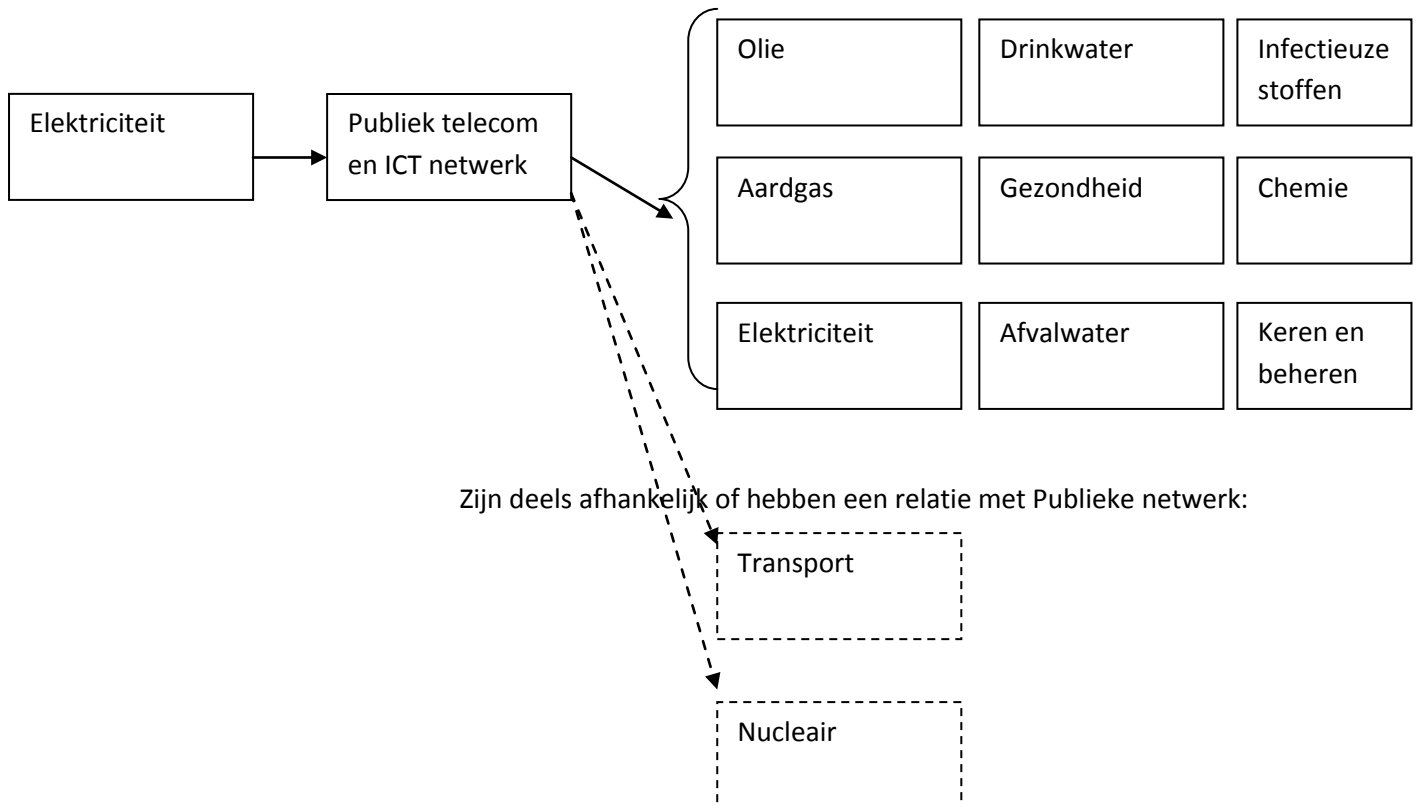 Elektriciteit
Publiek telecom
en ICT netwerk
Olie
Drinkwater
Infectieuze
stoffen
Aardgas
Gezondheid
Chemie
Elektriciteit
Afvalwater
Keren en
beheren
Zijn deels afhankelijk of hebben een relatie met Publieke netwerk:
Transport
Nucleair